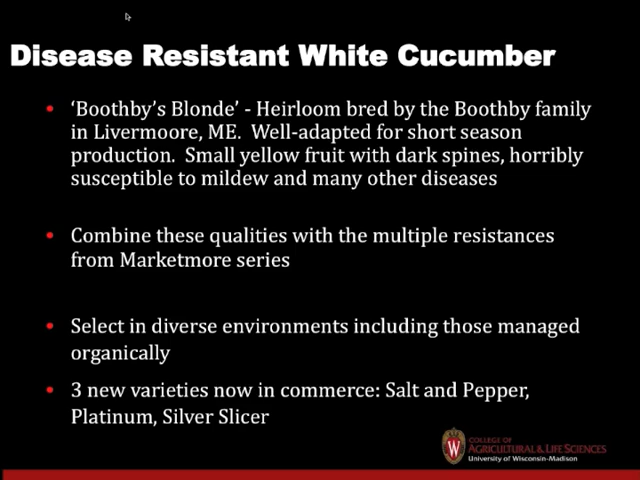 Disease Resistant White Cucumber
• ‘Boothby’s Blonde’ - Heirloom bred by the Boothby family
in Livermoore, ME.  Well-adapted for short season
production.  Small yellow fruit with dark spines, horribly
susceptible to mildew and many other diseases
• Combine these qualities with the multiple resistances
from Marketmore series
• Select in diverse environments including those managed
organically
• 3 new varieties now in commerce: Salt and Pepper,
Platinum, Silver Slicer
COLLEGE OF
AGRICULTURAL & LIFE SCIENCES
University of Wisconsin-Madison